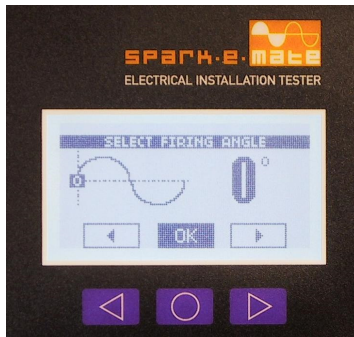 spark·e·mate
ELECTRICAL INSTALLATION TESTER
SELECT FIRING ANGLE
0
0°
OK